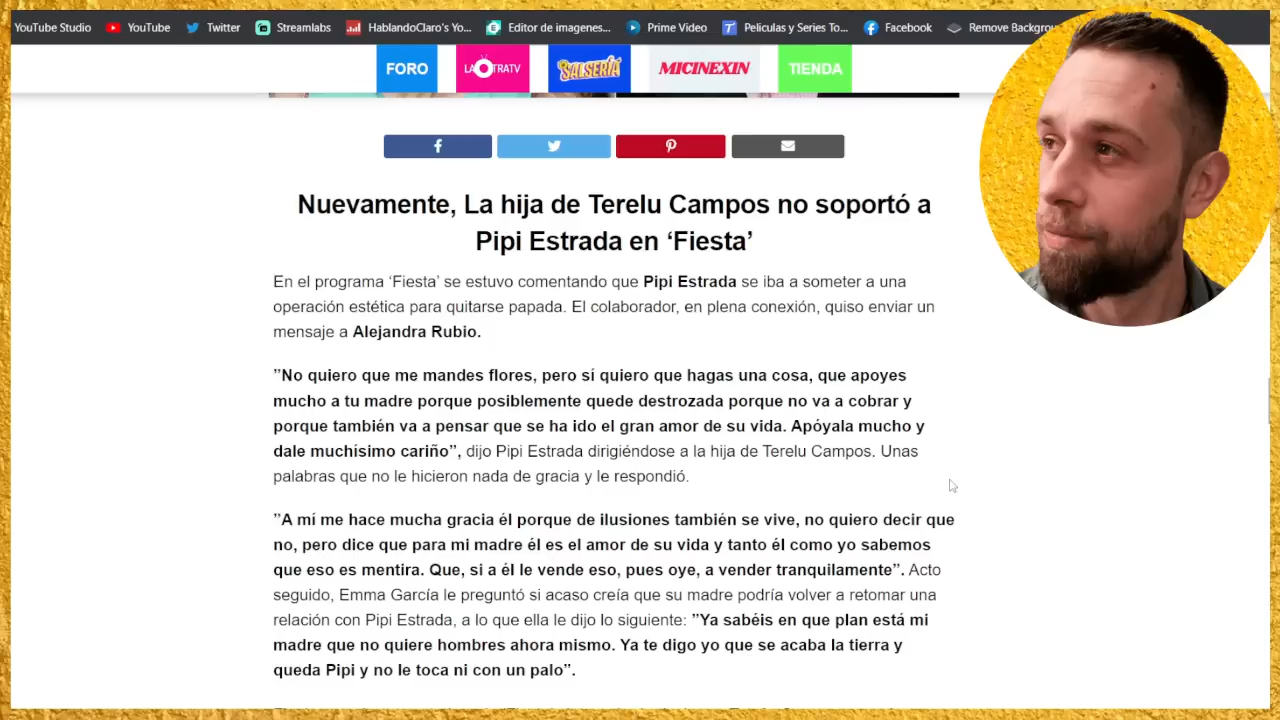 YouTube Studio YouTube Twitter Streamlabs HablandoClaro's Yo... Editor de imagenes... Prime Video Peliculas y Series To... Facebook Remove Backgrou
FORO LA OTRATV SALSERÍA MICINEXIN TIENDA
Nuevamente, La hija de Terelu Campos no soportó a
Pipi Estrada en ‘Fiesta’
En el programa ‘Fiesta’ se estuvo comentando que Pipi Estrada se iba a someter a una
operación estética para quitarse papada. El colaborador, en plena conexión, quiso enviar un
mensaje a Alejandra Rubio.
”No quiero que me mandes flores, pero sí quiero que hagas una cosa, que apoyes
mucho a tu madre porque posiblemente quede destrozada porque no va a cobrar y
porque también va a pensar que se ha ido el gran amor de su vida. Apóyala mucho y
dale muchísimo cariño”, dijo Pipi Estrada dirigiéndose a la hija de Terelu Campos. Unas
palabras que no le hicieron nada de gracia y le respondió.
”A mí me hace mucha gracia él porque de ilusiones también se vive, no quiero decir que
no, pero dice que para mi madre él es el amor de su vida y tanto él como yo sabemos
que eso es mentira. Que, si a él le vende eso, pues oye, a vender tranquilamente”. Acto
seguido, Emma García le preguntó si acaso creía que su madre podría volver a retomar una
relación con Pipi Estrada, a lo que ella le dijo lo siguiente: ”Ya sabéis en que plan está mi
madre que no quiere hombres ahora mismo. Ya te digo yo que se acaba la tierra y
queda Pipi y no le toca ni con un palo”.